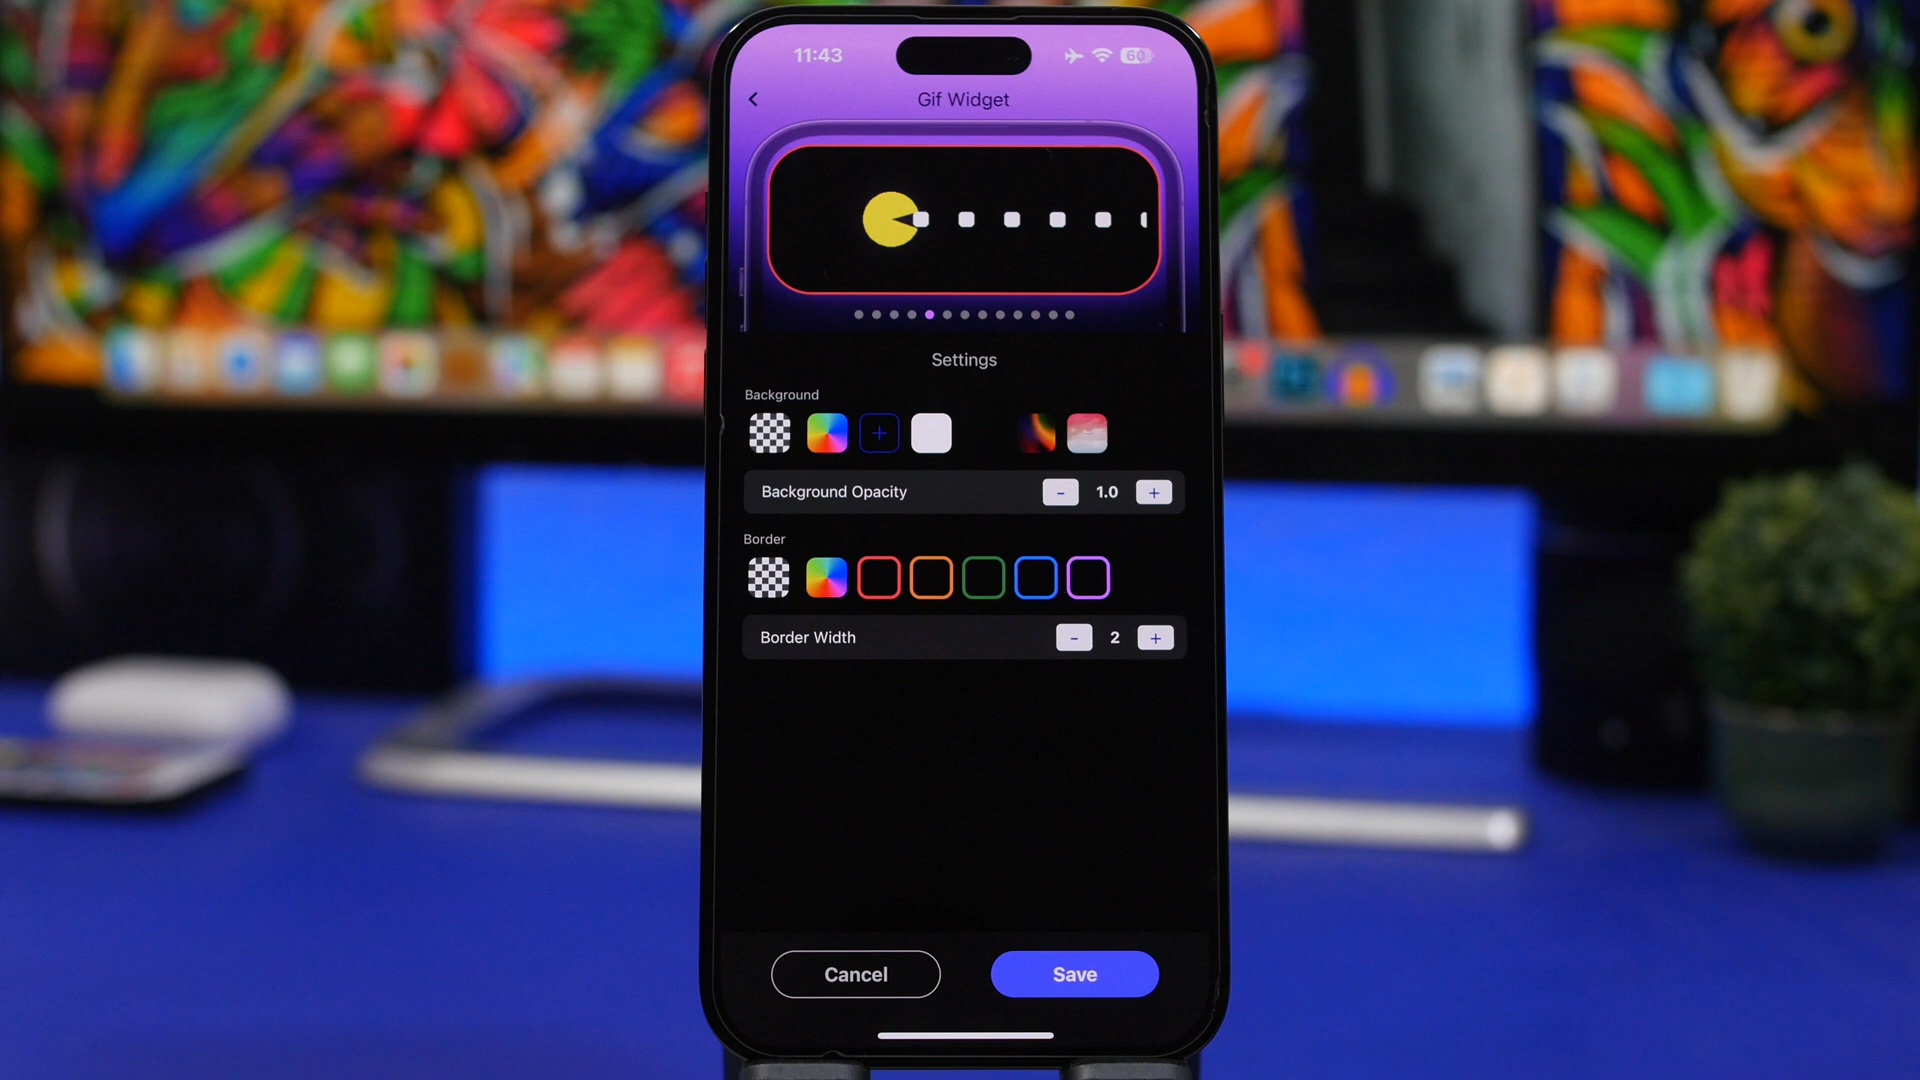 11:43
60
Gif Widget
Settings
Background
+
Background Opacity - 1.0 +
Border
Border Width - 2 +
Cancel
Save